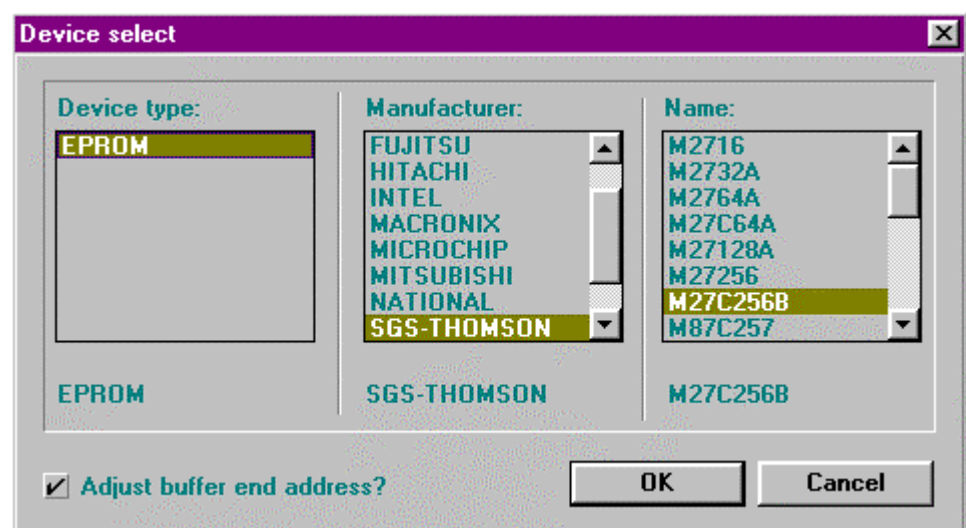 Device select
Device type:
EPROM
EPROM
Manufacturer:
FUJITSU
HITACHI
INTEL
MACRONIX
MICROCHIP
MITSUBISHI
NATIONAL
SGS-THOMSON
SGS-THOMSON
Name:
M2716
M2732A
M2764A
M27C64A
M27128A
M27256
M27C256B
M87C257
M27C256B
Adjust buffer end address?
OK
Cancel